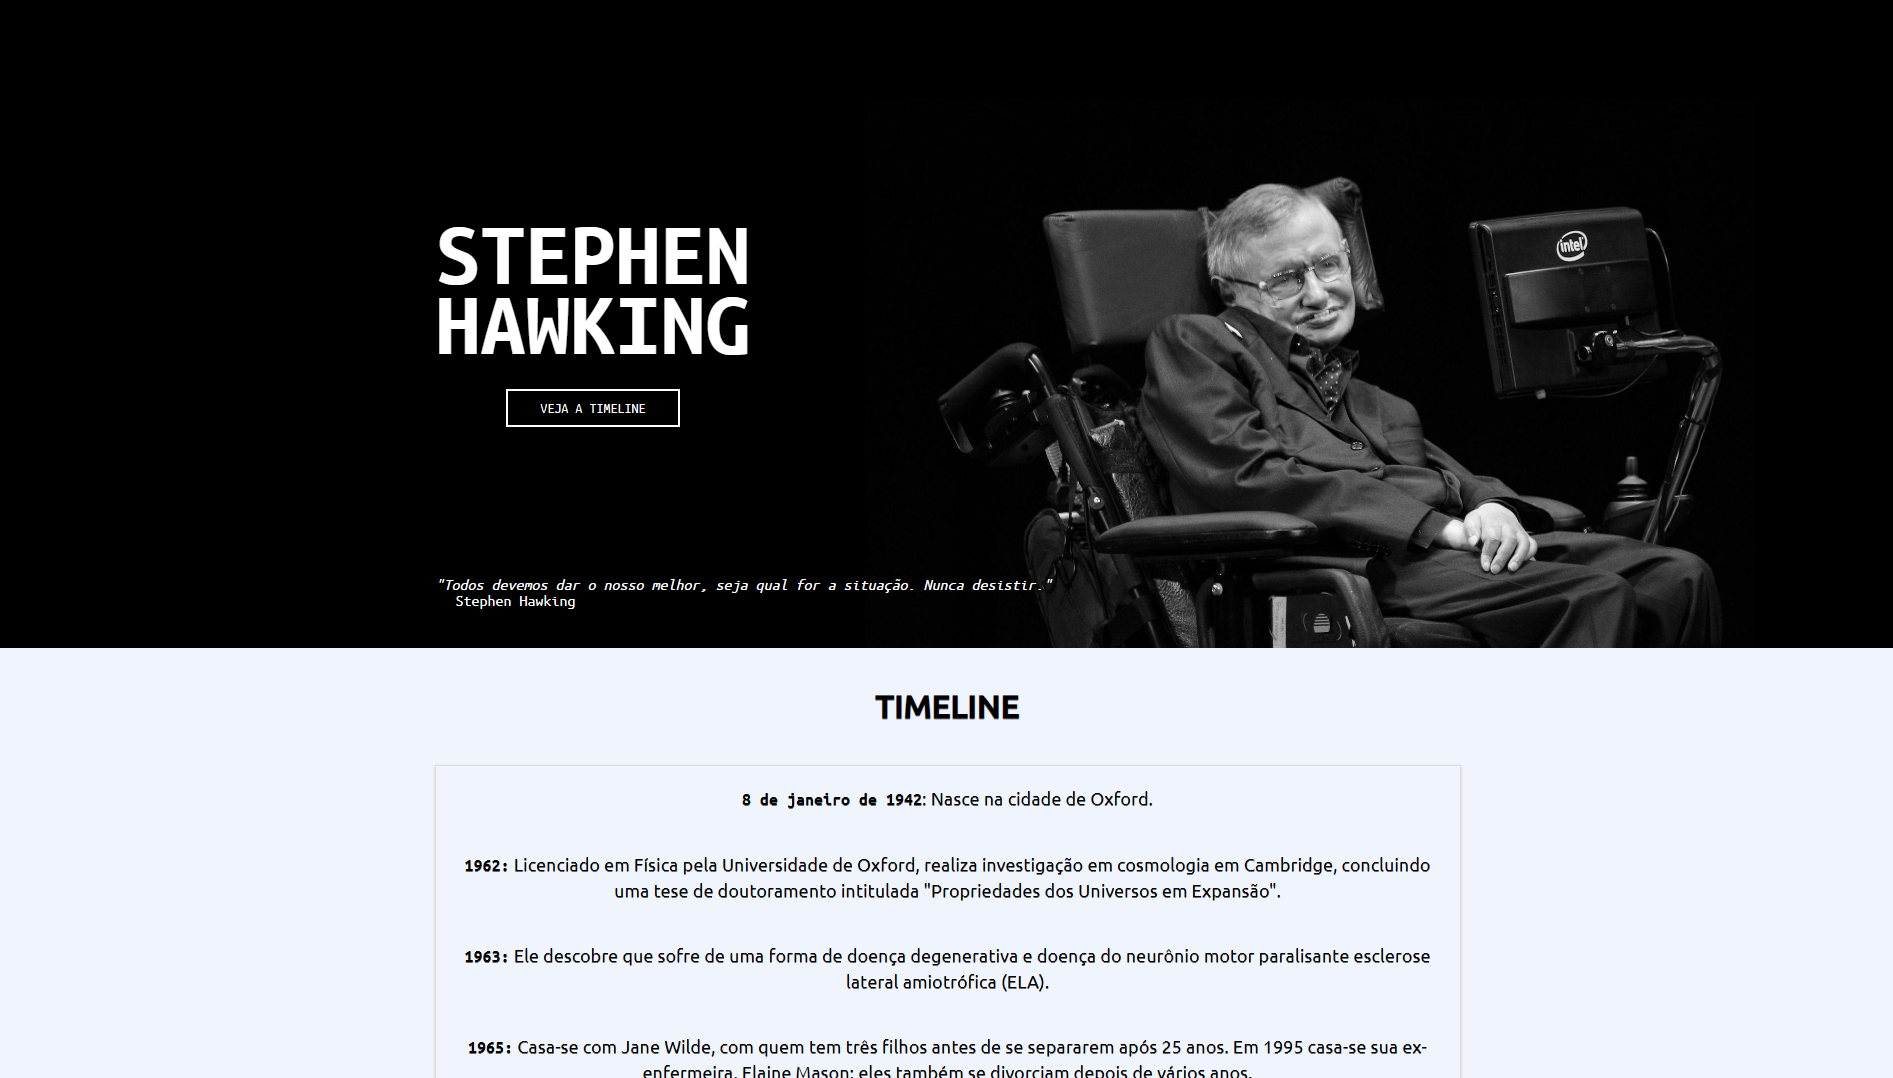 STEPHEN
HAWKING
intel
VEJA A TIMELINE
"Todos devemos dar o nosso melhor, seja qual for a situação. Nunca desistir."
Stephen Hawking
TIMELINE
8 de janeiro de 1942: Nasce na cidade de Oxford.
1962: Licenciado em Física pela Universidade de Oxford, realiza investigação em cosmologia em Cambridge, concluindo
uma tese de doutoramento intitulada "Propriedades dos Universos em Expansão".
1963: Ele descobre que sofre de uma forma de doença degenerativa e doença do neurônio motor paralisante esclerose
lateral amiotrófica (ELA).
1965: Casa-se com Jane Wilde, com quem tem três filhos antes de se separarem após 25 anos. Em 1995 casa-se sua ex-
enfermeira, Elaine Mason; eles também se divorciam depois de vários anos.